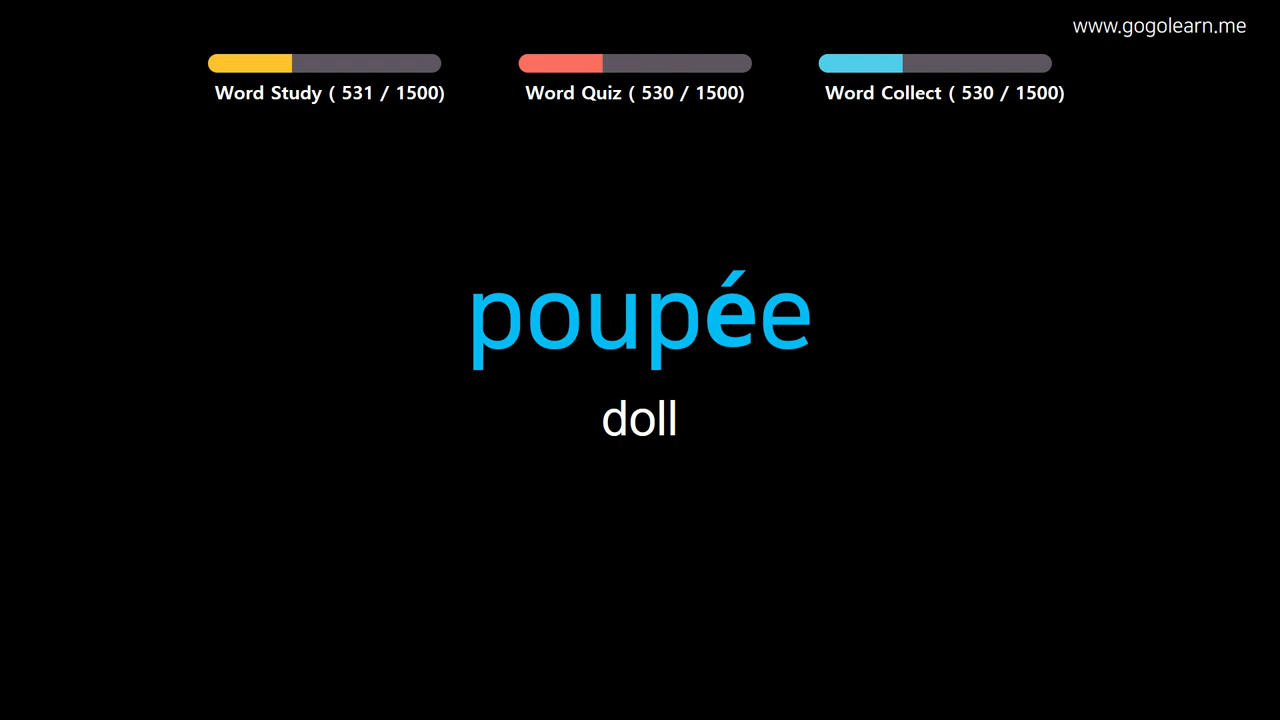 www.gogolearn.me
Word Study ( 531 / 1500)
Word Quiz ( 530 / 1500)
Word Collect ( 530 / 1500)
poupée
doll